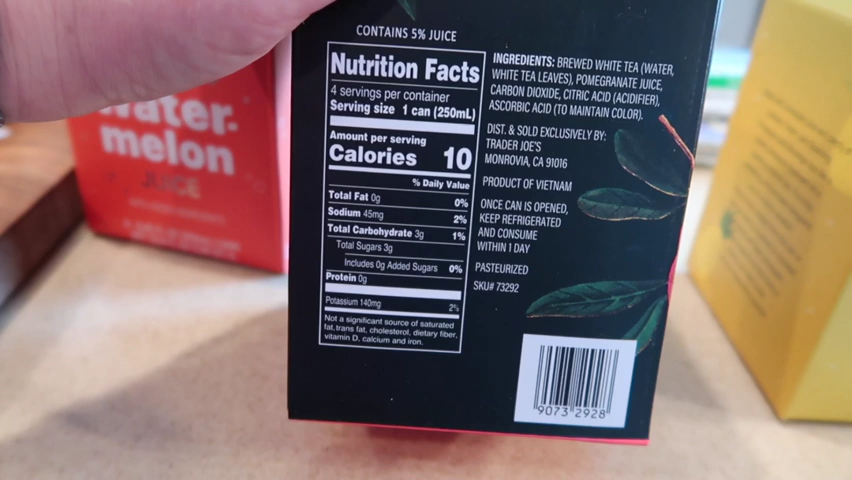 CONTAINS 5% JUICE
Nutrition Facts
4 servings per container
Serving size 1 can (250mL)
Amount per serving
Calories 10
% Daily Value
Total Fat 0g 0%
Sodium 45mg 2%
Total Carbohydrate 3g 1%
Total Sugars 3g
Includes 0g Added Sugars 0%
Protein 0g
Potassium 140mg 2%
Not a significant source of saturated
fat, trans fat, cholesterol, dietary fiber,
vitamin D, calcium and iron.
INGREDIENTS: BREWED WHITE TEA (WATER,
WHITE TEA LEAVES), POMEGRANATE JUICE,
CARBON DIOXIDE, CITRIC ACID (ACIDIFIER),
ASCORBIC ACID (TO MAINTAIN COLOR).
DIST. & SOLD EXCLUSIVELY BY:
TRADER JOE'S
MONROVIA, CA 91016
PRODUCT OF VIETNAM
ONCE CAN IS OPENED,
KEEP REFRIGERATED
AND CONSUME
WITHIN 1 DAY
PASTEURIZED
SKU# 73292
9073 2928
water-
melon
JUICE